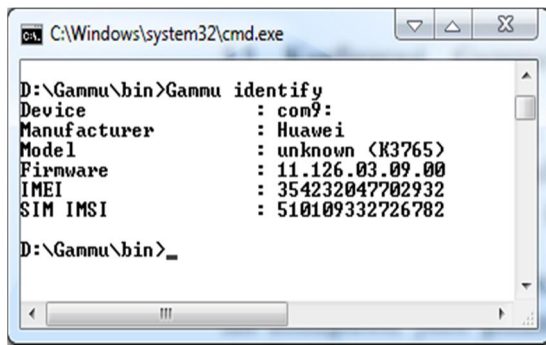 C:\Windows\system32\cmd.exe
D:\Gammu\bin>Gammu identify
Device : com9:
Manufacturer : Huawei
Model : unknown (K3765)
Firmware : 11.126.03.09.00
IMEI : 354232047702932
SIM IMSI : 510109332726782
D:\Gammu\bin>_